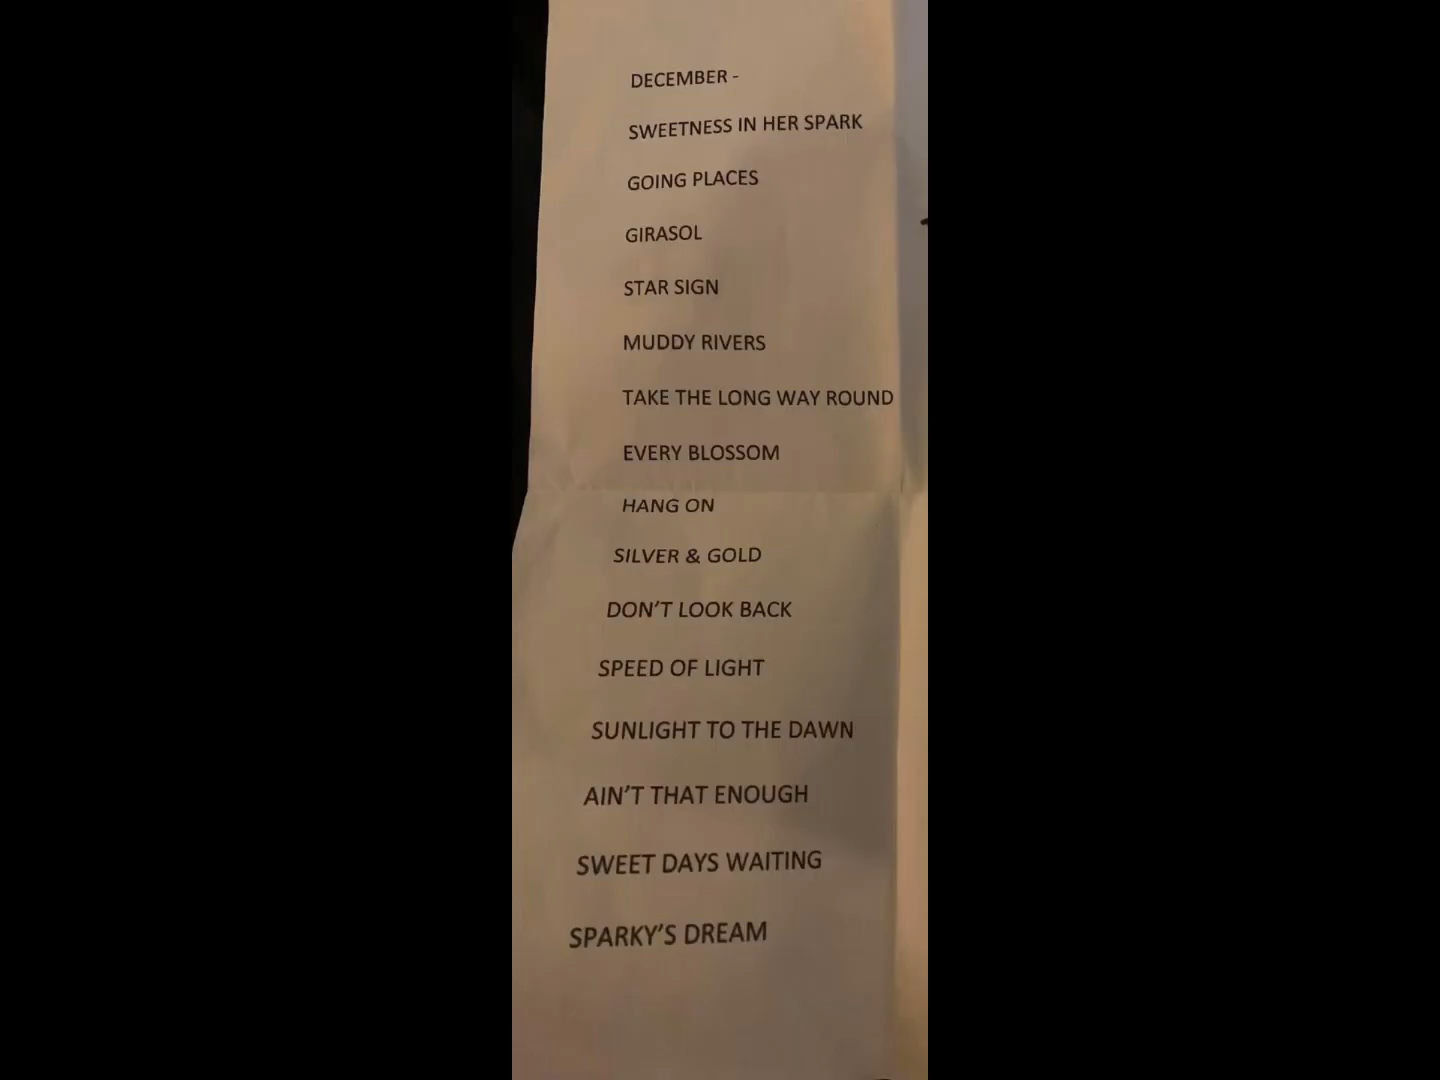 DECEMBER -
SWEETNESS IN HER SPARK
GOING PLACES
GIRASOL
STAR SIGN
MUDDY RIVERS
TAKE THE LONG WAY ROUND
EVERY BLOSSOM
HANG ON
SILVER & GOLD
DON'T LOOK BACK
SPEED OF LIGHT
SUNLIGHT TO THE DAWN
AIN'T THAT ENOUGH
SWEET DAYS WAITING
SPARKY'S DREAM